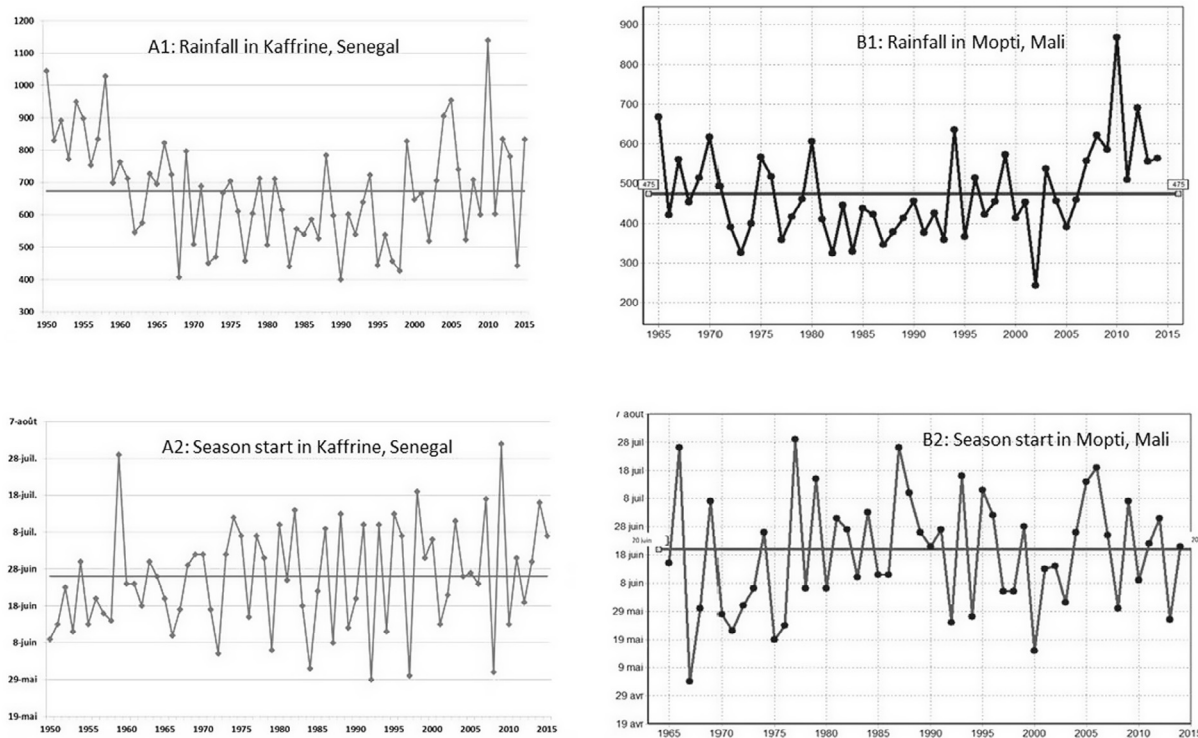 A1: Rainfall in Kaffrine, Senegal
1200
1100
1000
900
800
700
600
500
400
300
1950 1955 1960 1965 1970 1975 1980 1985 1990 1995 2000 2005 2010 2015
B1: Rainfall in Mopti, Mali
900
800
700
600
500
475 475
400
300
200
1965 1970 1975 1980 1985 1990 1995 2000 2005 2010 2015
A2: Season start in Kaffrine, Senegal
7-août
28-juil.
18-juil.
8-juil.
28-juin
18-juin
8-juin
29-mai
19-mai
1950 1955 1960 1965 1970 1975 1980 1985 1990 1995 2000 2005 2010 2015
B2: Season start in Mopti, Mali
7 août
28 juil
18 juil
8 juil
28 juin
20 juin 20
18 juin
8 juin
29 mai
19 mai
9 mai
29 avr
19 avr
1965 1970 1975 1980 1985 1990 1995 2000 2005 2010 2015